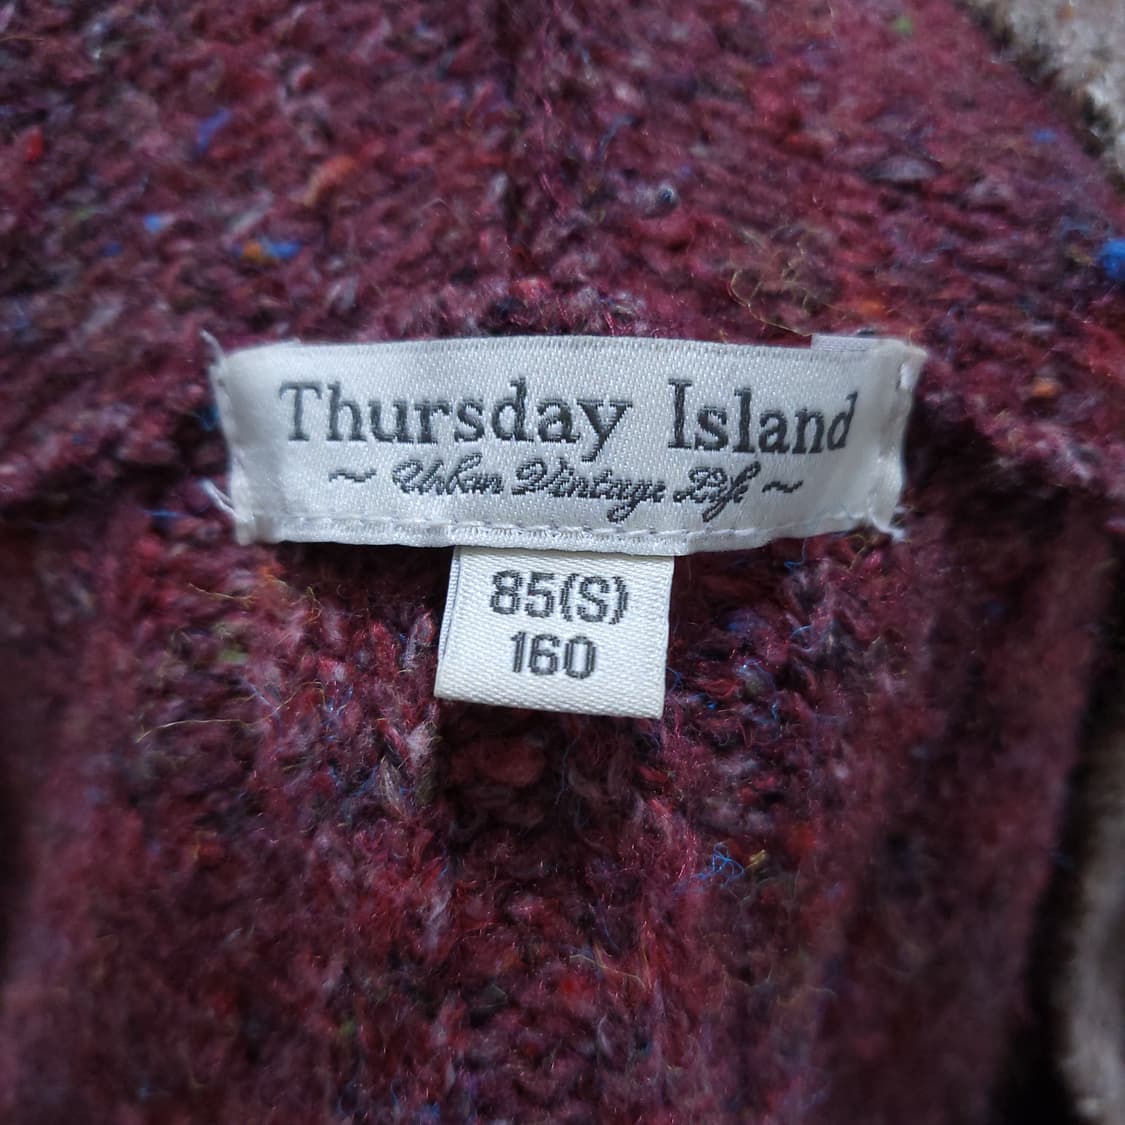 Thursday Island
~ Urban Vintage Life ~
85(S)
160